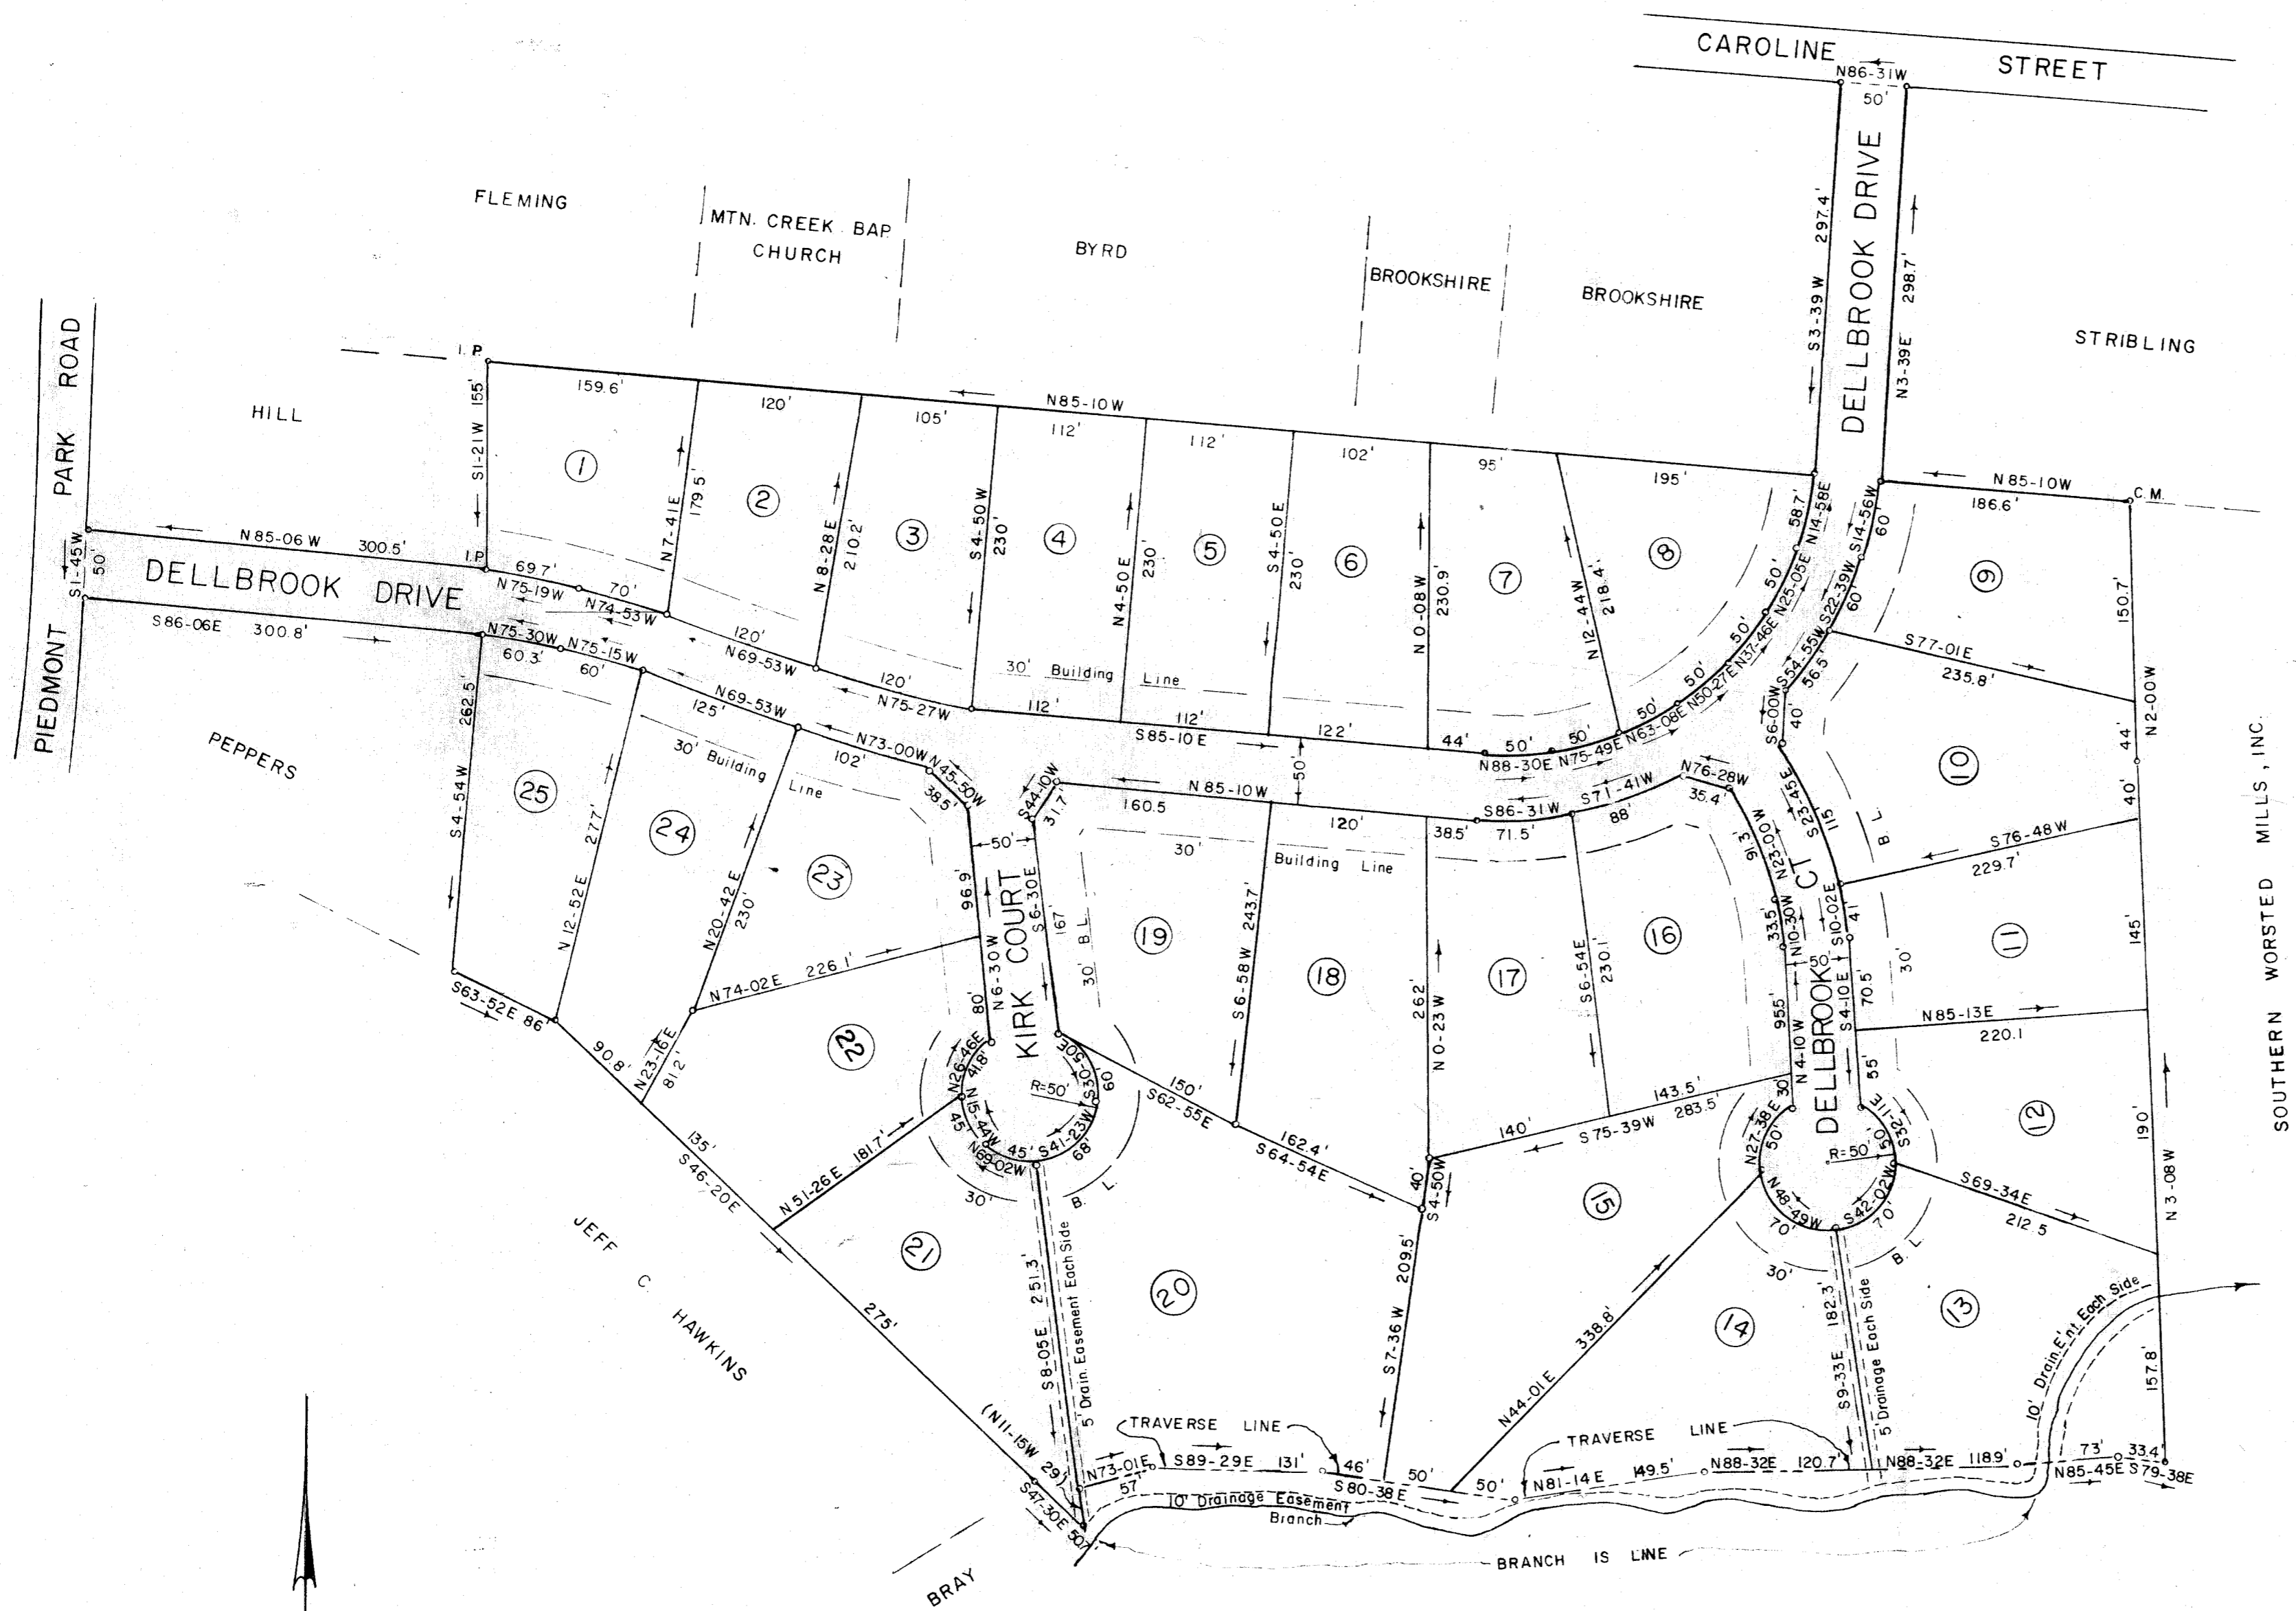 CAROLINE STREET
N86-31W
50'
DELLBROOK DRIVE
S3-39W 297.4'
N3-39E 298.7'
FLEMING
MTN. CREEK BAP.
CHURCH
BYRD
BROOKSHIRE
BROOKSHIRE
STRIBLING
PIEDMONT PARK ROAD
HILL
I. P.
S1-21W 155'
159.6'
120'
105'
N85-10W
112'
112'
102'
95'
195'
N85-10W
186.6'
C. M.
1
2
3
4
5
6
7
8
9
N7-41E
179.5'
N8-28E
210.2'
S4-50W
230'
N4-50E
230'
S4-50E
230'
N0-08W
230.9'
N12-44W
218.4'
58.7'
N14-58E
50'
N25-05E
50'
N37-46E
50'
N50-27E
50'
N63-08E
50'
N75-49E
50'
N88-30E
S14-56W
60'
S22-39W
60'
S54-55W
56.5'
S6-00W
40'
150.7'
N2-00W
44'
S77-01E
235.8'
N85-06W 300.5'
I.P.
S1-45W
50'
DELLBROOK DRIVE
S86-06E 300.8'
69.7'
N75-19W
70'
N74-53W
120'
N69-53W
120'
N75-27W
30' Building Line
112'
112'
S85-10E
122'
44'
N75-30W
60.3'
N75-15W
60'
N69-53W
125'
N73-00W
102'
N45-50W
38.5'
30' Building Line
PEPPERS
S4-54W 262.5'
25
N12-52E 277'
24
N20-42E
230'
23
96.9'
50'
KIRK COURT
N6-30W
80'
S44-10W
31.7'
160.5
N85-10W
50'
120'
38.5'
S86-31W
71.5'
S71-41W
88'
N76-28W
35.4'
30' Building Line
S6-30E
167'
30' B L
19
S6-58W 243.7'
18
262'
N0-23W
17
S6-54E
230.1'
16
91.3'
N23-00W
33.5'
N10-30W
95.5'
N4-10W
30'
DELLBROOK CT
50'
S23-45E
115'
S10-02E
41'
S4-10E
70.5'
55'
B. L.
30'
10
40'
S76-48W
229.7'
11
145'
N85-13E
220.1
12
190'
N3-08W
SOUTHERN WORSTED MILLS, INC.
S63-52E 86'
90.8'
N23-16E
81.2'
N74-02E 226.1'
22
N26-46E
41.8'
R=50'
S30-50E
60'
S41-23W
68'
N15-44W
45'
N69-02W
45'
30' B. L.
150'
S62-55E
162.4'
S64-54E
140'
143.5'
283.5'
S75-39W
40'
S4-50W
N27-38E
50'
R=50'
S32-11E
50'
N48-49W
70'
S42-02W
70'
30' B. L.
S69-34E
212.5
135'
S46-20E
N51-26E 181.7'
21
275'
JEFF C. HAWKINS
S8-05E 251.3'
5' Drain. Easement Each Side
20
S7-36W 209.5'
15
N44-01E 338.8'
14
S9-33E 182.3'
5' Drainage Each Side
13
10' Drain. E'nt. Each Side
157.8'
(N11-15W 29'
S47-30E 50.7'
TRAVERSE LINE
N73-01E
57'
S89-29E 131'
46'
S80-38E
50'
50'
TRAVERSE LINE
N81-14E 149.5'
N88-32E 120.7'
N88-32E 118.9'
73'
N85-45E
33.4'
S79-38E
10' Drainage Easement
Branch
BRANCH IS LINE
BRAY